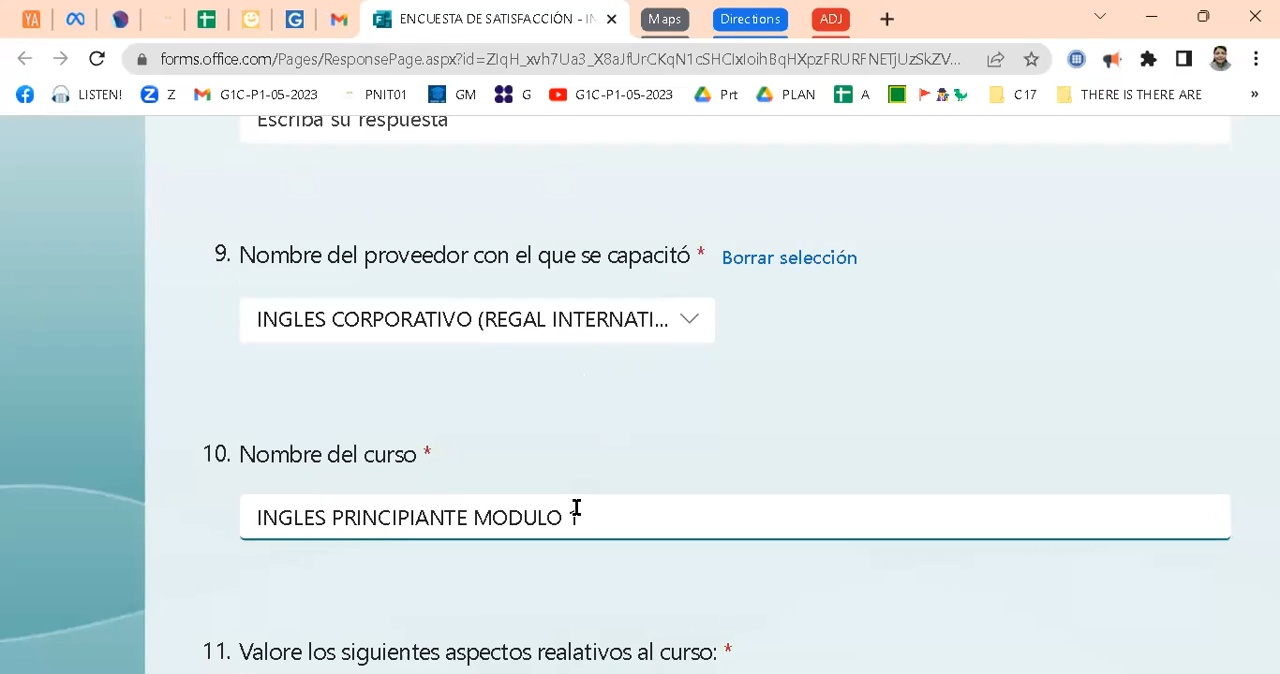 YA
G
ENCUESTA DE SATISFACCIÓN - IN
Maps
Directions
ADJ
forms.office.com/Pages/ResponsePage.aspx?id=ZIqH_xvh7Ua3_X8aJfUrCKqN1cSHClxIoihBqHXpzFRURFNETjUzSkZV...
LISTEN!
Z
G1C-P1-05-2023
PNIT01
GM
G
G1C-P1-05-2023
Prt
PLAN
A
C17
THERE IS THERE ARE
»
Escriba su respuesta
9. Nombre del proveedor con el que se capacitó * Borrar selección
INGLES CORPORATIVO (REGAL INTERNATI...
10. Nombre del curso *
INGLES PRINCIPIANTE MODULO 1
11. Valore los siguientes aspectos realativos al curso: *